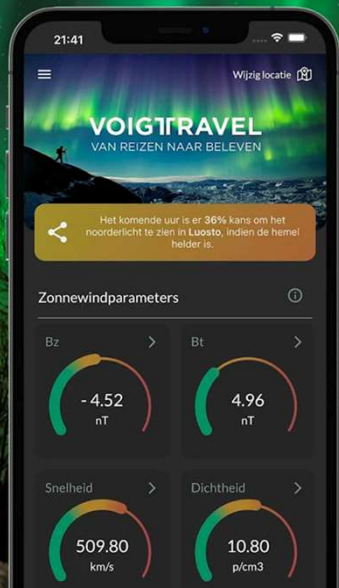 21:41
Wijzig locatie
VOIGTTRAVEL
VAN REIZEN NAAR BELEVEN
Het komende uur is er 36% kans om het
noorderlicht te zien in Luosto, indien de hemel
helder is.
Zonnewindparameters
Bz
Bt
- 4.52
nT
4.96
nT
Snelheid
Dichtheid
509.80
km/s
10.80
p/cm3